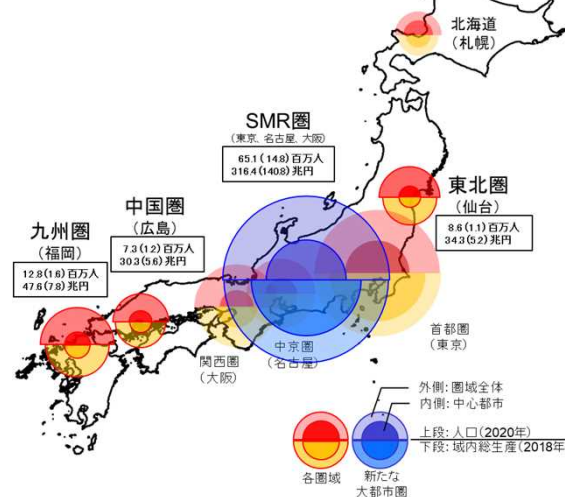 北海道
(札幌)
SMR圏
(東京、名古屋、大阪)
65.1(14.8)百万人
316.4(140.8)兆円
東北圏
(仙台)
8.6(1.1)百万人
34.3(5.2)兆円
中国圏
(広島)
7.3(1.2)百万人
30.3(5.6)兆円
九州圏
(福岡)
12.8(1.6)百万人
47.6(7.8)兆円
首都圏
(東京)
中京圏
(名古屋)
関西圏
(大阪)
外側:圏域全体
内側:中心都市
上段:人口(2020年)
下段:域内総生産(2018年
各圏域
新たな
大都市圏